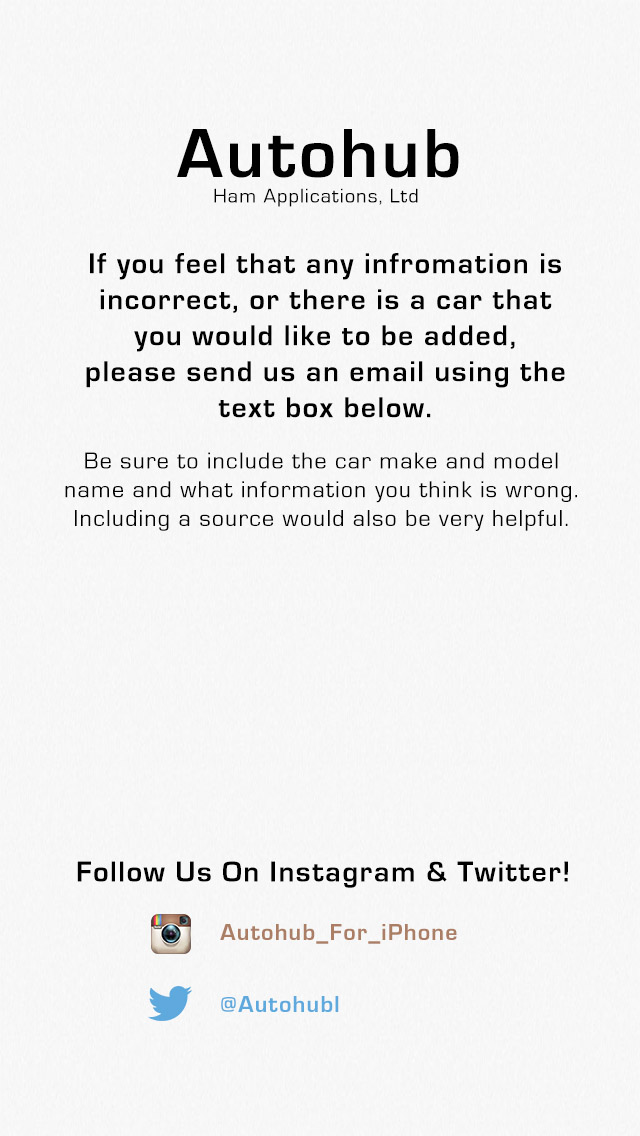 Autohub
Ham Applications, Ltd
If you feel that any infromation is
incorrect, or there is a car that
you would like to be added,
please send us an email using the
text box below.
Be sure to include the car make and model
name and what information you think is wrong.
Including a source would also be very helpful.
Follow Us On Instagram & Twitter!
Autohub_For_iPhone
@Autohubl